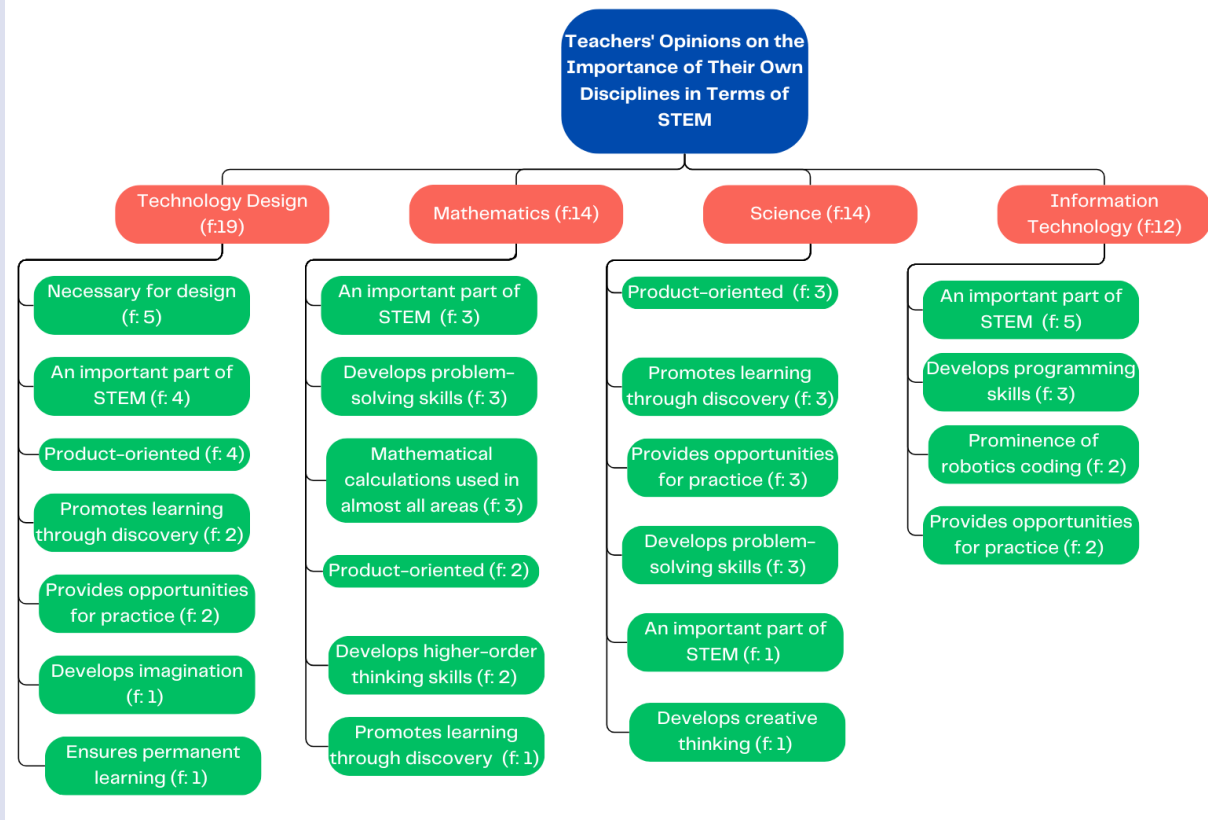 Teachers' Opinions on the
Importance of Their Own
Disciplines in Terms of
STEM
Technology Design
(f:19)
Necessary for design
(f: 5)
An important part of
STEM (f: 4)
Product-oriented (f: 4)
Promotes learning
through discovery (f: 2)
Provides opportunities
for practice (f: 2)
Develops imagination
(f: 1)
Ensures permanent
learning (f: 1)
Mathematics (f:14)
An important part of
STEM (f: 3)
Develops problem-
solving skills (f: 3)
Mathematical
calculations used in
almost all areas (f: 3)
Product-oriented (f: 2)
Develops higher-order
thinking skills (f: 2)
Promotes learning
through discovery (f: 1)
Science (f:14)
Product-oriented (f: 3)
Promotes learning
through discovery (f: 3)
Provides opportunities
for practice (f: 3)
Develops problem-
solving skills (f: 3)
An important part of
STEM (f: 1)
Develops creative
thinking (f: 1)
Information
Technology (f:12)
An important part of
STEM (f: 5)
Develops programming
skills (f: 3)
Prominence of
robotics coding (f: 2)
Provides opportunities
for practice (f: 2)